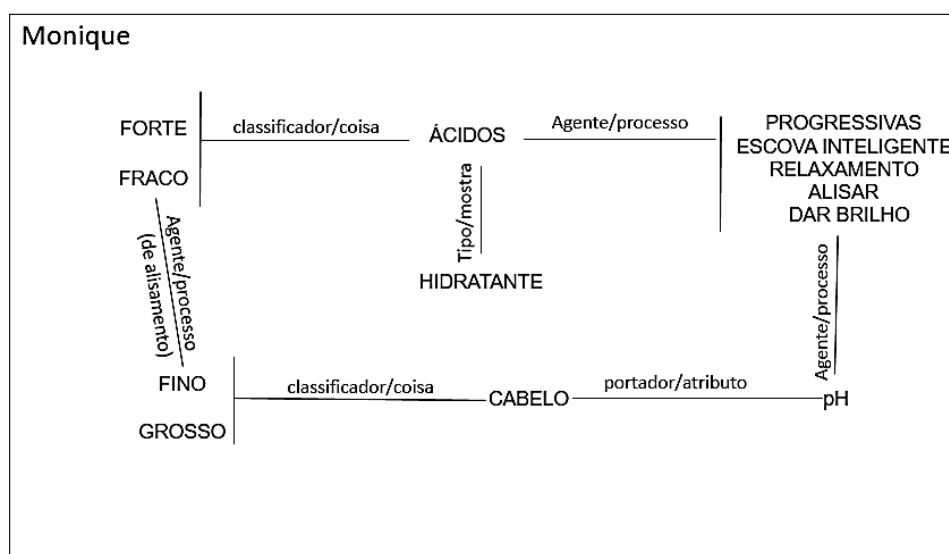 Monique
FORTE
FRACO
classificador/coisa
ÁCIDOS
Agente/processo
PROGRESSIVAS
ESCOVA INTELIGENTE
RELAXAMENTO
ALISAR
DAR BRILHO
Agente/processo
(de alisamento)
Tipo/mostra
HIDRATANTE
Agente/processo
FINO
GROSSO
classificador/coisa
CABELO
portador/atributo
pH